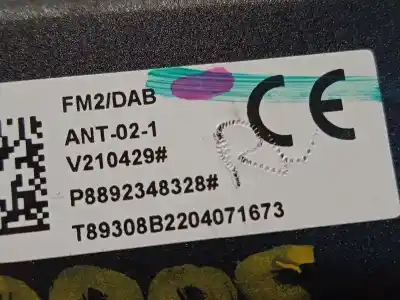 FM2/DAB
ANT-02-1
V210429#
P8892348328#
T89308B2204071673
CE